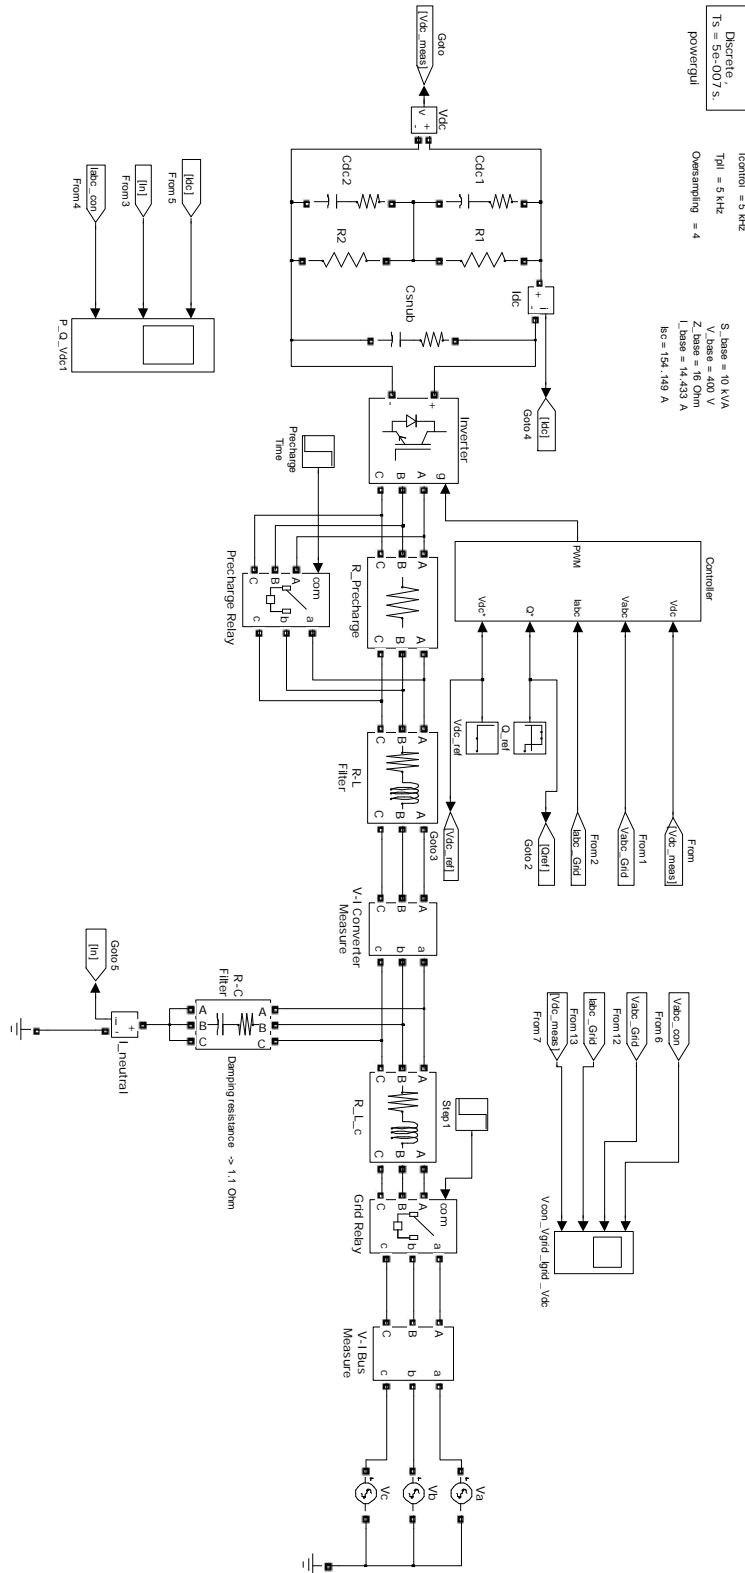 Discrete,
Ts = 5e-007 s.
powergui
Tcontrol = 5 kHz
Tpll = 5 kHz
Oversampling = 4
S_base = 10 kVA
V_base = 400 V
Z_base = 16 Ohm
I_base = 14.433 A
Isc = 154.149 A
Goto
[Vdc_meas]
Vdc
v
+
-
Cdc1
Cdc2
R1
R2
Idc
+
-
i
Csnub
[Idc]
Goto 4
Inverter
+
-
g
A
B
C
Precharge
Time
Controller
PWM
Vdc
Vabc
Iabc
Q*
Vdc*
From
[Vdc_meas]
From1
Vabc_Grid
From2
Iabc_Grid
Goto 2
[Qref]
Q_ref
Vdc_ref
[Vdc_ref]
Goto3
R_Precharge
A
B
C
A
B
C
Precharge Relay
com
A
B
C
a
b
c
R-L
Filter
A
B
C
A
B
C
V-I Converter
Measure
A
B
C
a
b
c
R-C
Filter
A
B
C
A
B
C
Damping resistance -> 1.1 Ohm
I_neutral
+
-
i
Goto 5
[In]
R_L_c
A
B
C
A
B
C
Step1
Grid Relay
com
A
B
C
a
b
c
V-I Bus
Measure
A
B
C
a
b
c
Va
Vb
Vc
From 6
Vabc_con
From 12
Vabc_Grid
From 13
Iabc_Grid
From 7
[Vdc_meas]
Vcon_Vgrid_Igrid_Vdc
[Idc]
From 5
[In]
From 3
Iabc_con
From 4
P_Q_Vdc1